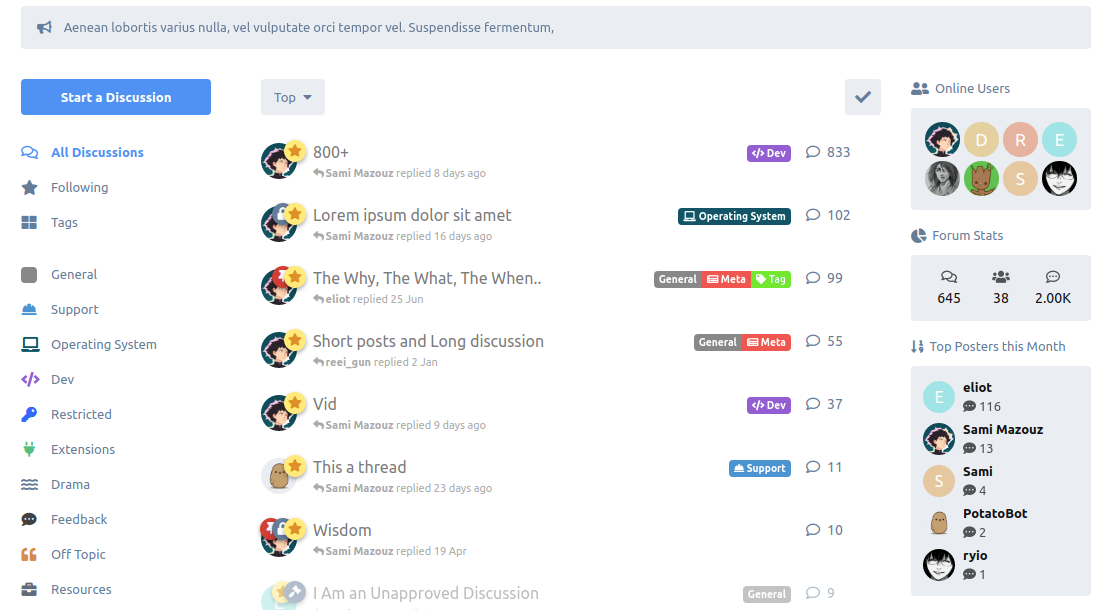 Aenean lobortis varius nulla, vel vulputate orci tempor vel. Suspendisse fermentum,
Start a Discussion
All Discussions
Following
Tags
General
Support
Operating System
Dev
Restricted
Extensions
Drama
Feedback
Off Topic
Resources
Top
800+
Dev
833
Sami Mazouz replied 8 days ago
Lorem ipsum dolor sit amet
Operating System
102
Sami Mazouz replied 16 days ago
The Why, The What, The When..
General Meta Tag
99
eliot replied 25 Jun
Short posts and Long discussion
General Meta
55
reei_gun replied 2 Jan
Vid
Dev
37
Sami Mazouz replied 9 days ago
This a thread
Support
11
Sami Mazouz replied 23 days ago
Wisdom
10
Sami Mazouz replied 19 Apr
I Am an Unapproved Discussion
General
9
Online Users
D R E
S
Forum Stats
645 38 2.00K
Top Posters this Month
E
eliot
116
Sami Mazouz
13
S
Sami
4
PotatoBot
2
ryio
1